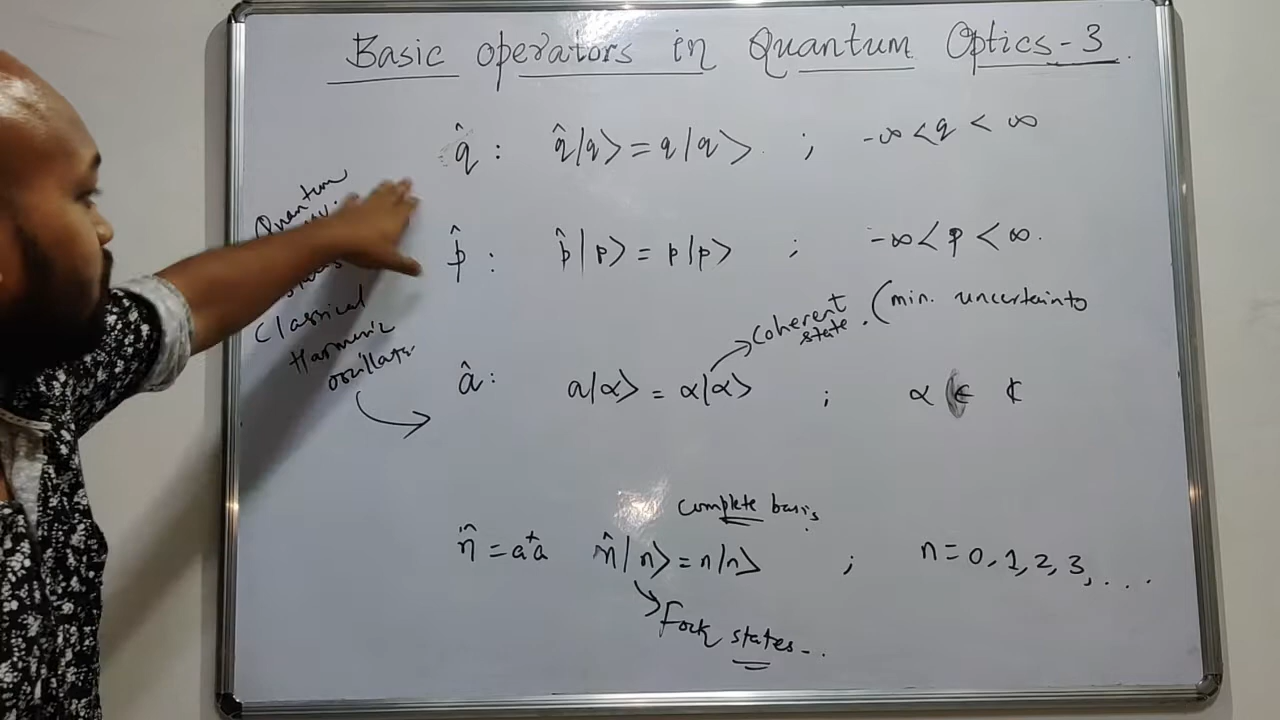 Basic operators in Quantum Optics-3.
q̂ : q̂|q⟩ = q|q⟩ ; -∞ < q < ∞
Quantum
p̂ : p̂|p⟩ = p|p⟩ ; -∞ < p < ∞.
Classical
Harmonic
oscillator
coherent
state. (min. uncertainto
â : a|α⟩ = α|α⟩ ; α ∈ ₵
complete basis
n̂ = a†a n̂|n⟩ = n|n⟩ ; n = 0, 1, 2, 3, ...
Fock states...